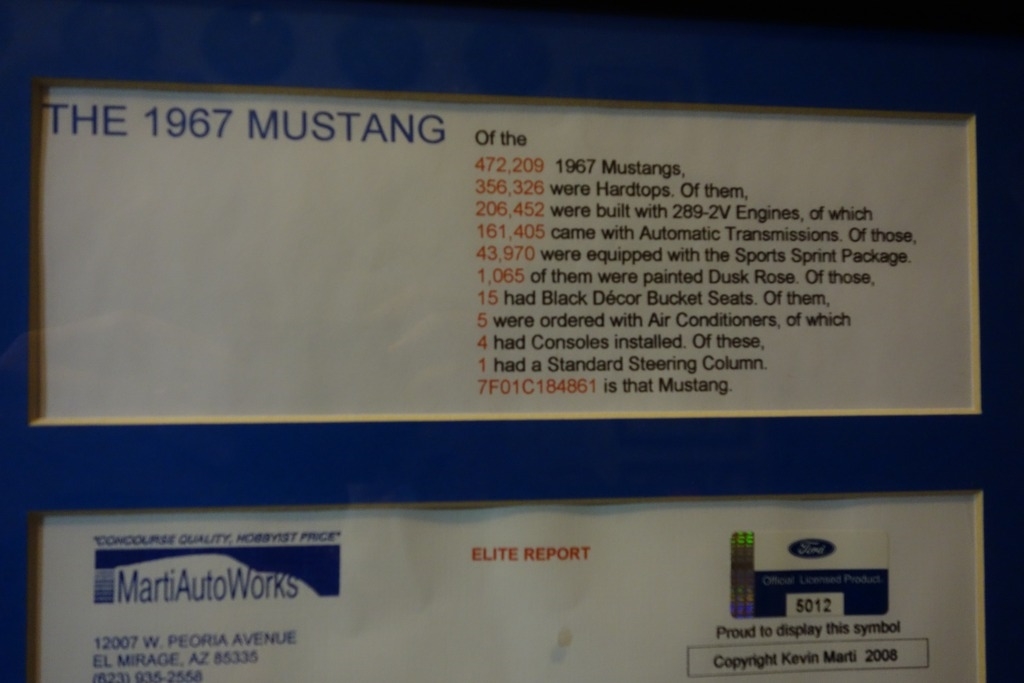 THE 1967 MUSTANG
Of the
472,209 1967 Mustangs,
356,326 were Hardtops. Of them,
206,452 were built with 289-2V Engines, of which
161,405 came with Automatic Transmissions. Of those,
43,970 were equipped with the Sports Sprint Package.
1,065 of them were painted Dusk Rose. Of those,
15 had Black Décor Bucket Seats. Of them,
5 were ordered with Air Conditioners, of which
4 had Consoles installed. Of these,
1 had a Standard Steering Column.
7F01C184861 is that Mustang.
"CONCOURSE QUALITY, HOBBYIST PRICE"
MartiAutoWorks
12007 W. PEORIA AVENUE
EL MIRAGE, AZ 85335
(623) 935-2558
ELITE REPORT
Ford
Official Licensed Product
5012
Proud to display this symbol
Copyright Kevin Marti 2008